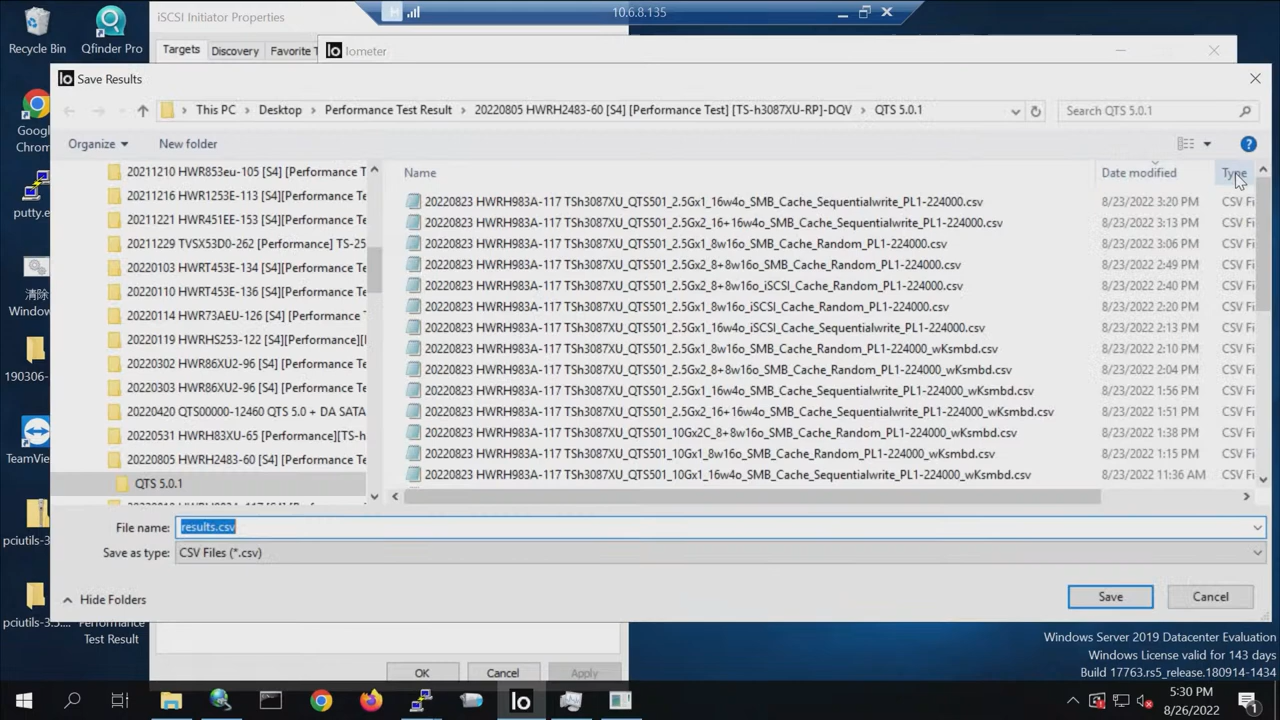 Recycle Bin
Qfinder Pro
iSCSI Initiator Properties
H
10.6.8.135
Targets
Discovery
Favorite T
Io
Iometer
Io
Save Results
This PC
Desktop
Performance Test Result
20220805 HWRH2483-60 [S4] [Performance Test] [TS-h3087XU-RP]-DQV
QTS 5.0.1
Search QTS 5.0.1
Google
Chrom
Organize
New folder
?
putty.e
清除
Window
190306-
TeamVie
pciutils-
pciutils-3.
Performance
Test Result
20211210 HWR853eu-105 [S4] [Performance T
20211216 HWR1253E-113 [S4][Performance T
20211221 HWR451EE-153 [S4] [Performance T
20211229 TVSX53D0-262 [Performance] TS-25
20220103 HWRT453E-134 [S4][Performance Te
20220110 HWRT453E-136 [S4] [Performance Te
20220114 HWR73AEU-126 [S4][Performance Te
20220119 HWRHS253-122 [S4][Performance][
20220302 HWR86XU2-96 [S4] [Performance Te
20220303 HWR86XU2-96 [S4] [Performance Te
20220420 QTS00000-12460 QTS 5.0 + DA SATA
20220531 HWRH83XU-65 [Performance][TS-h
20220805 HWRH2483-60 [S4] [Performance Te
QTS 5.0.1
Name
Date modified
Type
20220823 HWRH983A-117 TSh3087XU_QTS501_2.5Gx1_16w4o_SMB_Cache_Sequentialwrite_PL1-224000.csv 8/23/2022 3:20 PM CSV Fi
20220823 HWRH983A-117 TSh3087XU_QTS501_2.5Gx2_16+16w4o_SMB_Cache_Sequentialwrite_PL1-224000.csv 8/23/2022 3:13 PM CSV Fi
20220823 HWRH983A-117 TSh3087XU_QTS501_2.5Gx1_8w16o_SMB_Cache_Random_PL1-224000.csv 8/23/2022 3:06 PM CSV Fi
20220823 HWRH983A-117 TSh3087XU_QTS501_2.5Gx2_8+8w16o_SMB_Cache_Random_PL1-224000.csv 8/23/2022 2:49 PM CSV Fi
20220823 HWRH983A-117 TSh3087XU_QTS501_2.5Gx2_8+8w16o_iSCSI_Cache_Random_PL1-224000.csv 8/23/2022 2:40 PM CSV Fi
20220823 HWRH983A-117 TSh3087XU_QTS501_2.5Gx1_8w16o_iSCSI_Cache_Random_PL1-224000.csv 8/23/2022 2:20 PM CSV Fi
20220823 HWRH983A-117 TSh3087XU_QTS501_2.5Gx1_16w4o_iSCSI_Cache_Sequentialwrite_PL1-224000.csv 8/23/2022 2:13 PM CSV Fi
20220823 HWRH983A-117 TSh3087XU_QTS501_2.5Gx1_8w16o_SMB_Cache_Random_PL1-224000_wKsmbd.csv 8/23/2022 2:10 PM CSV Fi
20220823 HWRH983A-117 TSh3087XU_QTS501_2.5Gx2_8+8w16o_SMB_Cache_Random_PL1-224000_wKsmbd.csv 8/23/2022 2:04 PM CSV Fi
20220823 HWRH983A-117 TSh3087XU_QTS501_2.5Gx1_16w4o_SMB_Cache_Sequentialwrite_PL1-224000_wKsmbd.csv 8/23/2022 1:56 PM CSV Fi
20220823 HWRH983A-117 TSh3087XU_QTS501_2.5Gx2_16+16w4o_SMB_Cache_Sequentialwrite_PL1-224000_wKsmbd.csv 8/23/2022 1:51 PM CSV Fi
20220823 HWRH983A-117 TSh3087XU_QTS501_10Gx2C_8+8w16o_SMB_Cache_Random_PL1-224000_wKsmbd.csv 8/23/2022 1:38 PM CSV Fi
20220823 HWRH983A-117 TSh3087XU_QTS501_10Gx1_8w16o_SMB_Cache_Random_PL1-224000_wKsmbd.csv 8/23/2022 1:15 PM CSV Fi
20220823 HWRH983A-117 TSh3087XU_QTS501_10Gx1_16w4o_SMB_Cache_Sequentialwrite_PL1-224000_wKsmbd.csv 8/23/2022 11:36 AM CSV Fi
File name: results.csv
Save as type: CSV Files (*.csv)
Hide Folders
Save
Cancel
OK
Cancel
Apply
Windows Server 2019 Datacenter Evaluation
Windows License valid for 143 days
Build 17763.rs5_release.180914-1434
Io
5:30 PM
8/26/2022
1